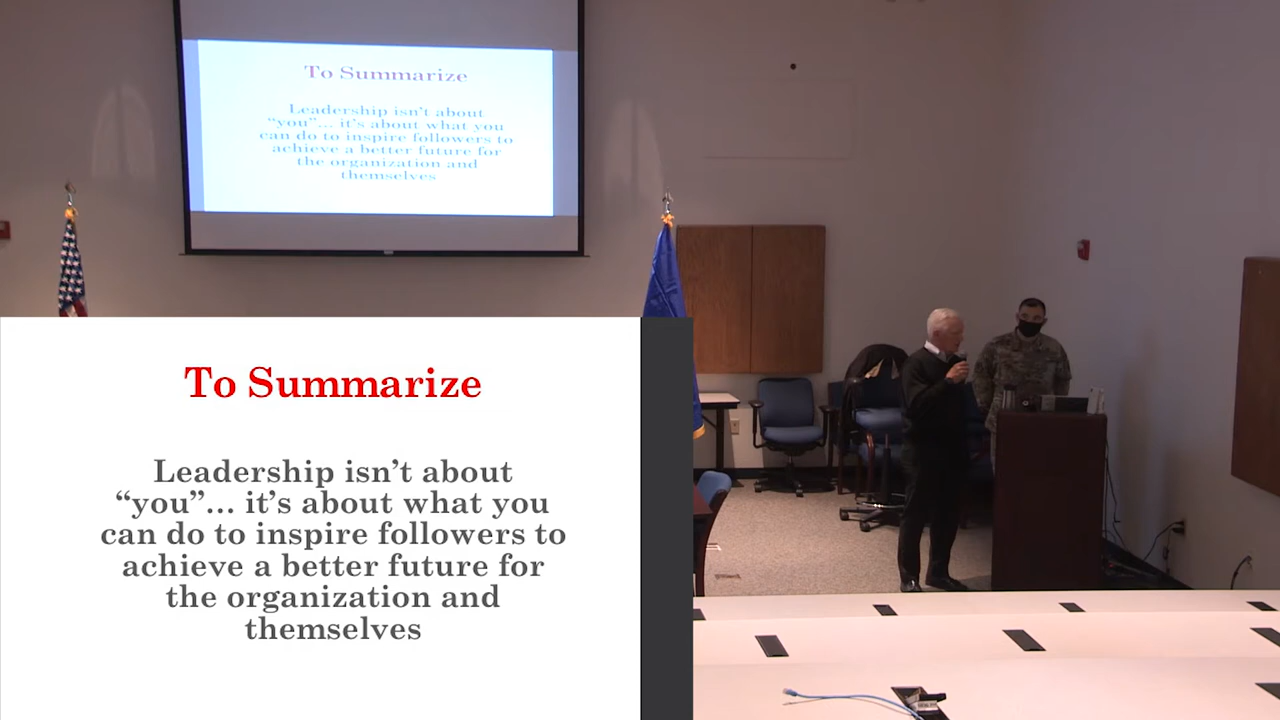 To Summarize
Leadership isn't about
“you”... it's about what you
can do to inspire followers to
achieve a better future for
the organization and
themselves
To Summarize
Leadership isn't about
“you”... it's about what you
can do to inspire followers to
achieve a better future for
the organization and
themselves